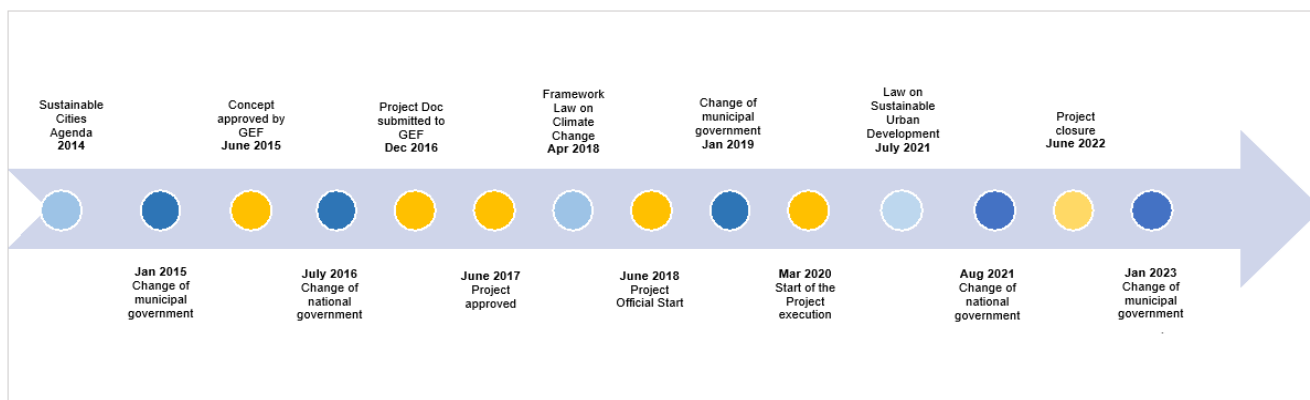 Sustainable
Cities
Agenda
2014
Concept
approved by
GEF
June 2015
Project Doc
submitted to
GEF
Dec 2016
Framework
Law on
Climate
Change
Apr 2018
Change of
municipal
government
Jan 2019
Law on
Sustainable
Urban
Development
July 2021
Project
closure
June 2022
Jan 2015
Change of
municipal
government
July 2016
Change of
national
government
June 2017
Project
approved
June 2018
Project
Official Start
Mar 2020
Start of the
Project
execution
Aug 2021
Change of
national
government
Jan 2023
Change of
municipal
government
.